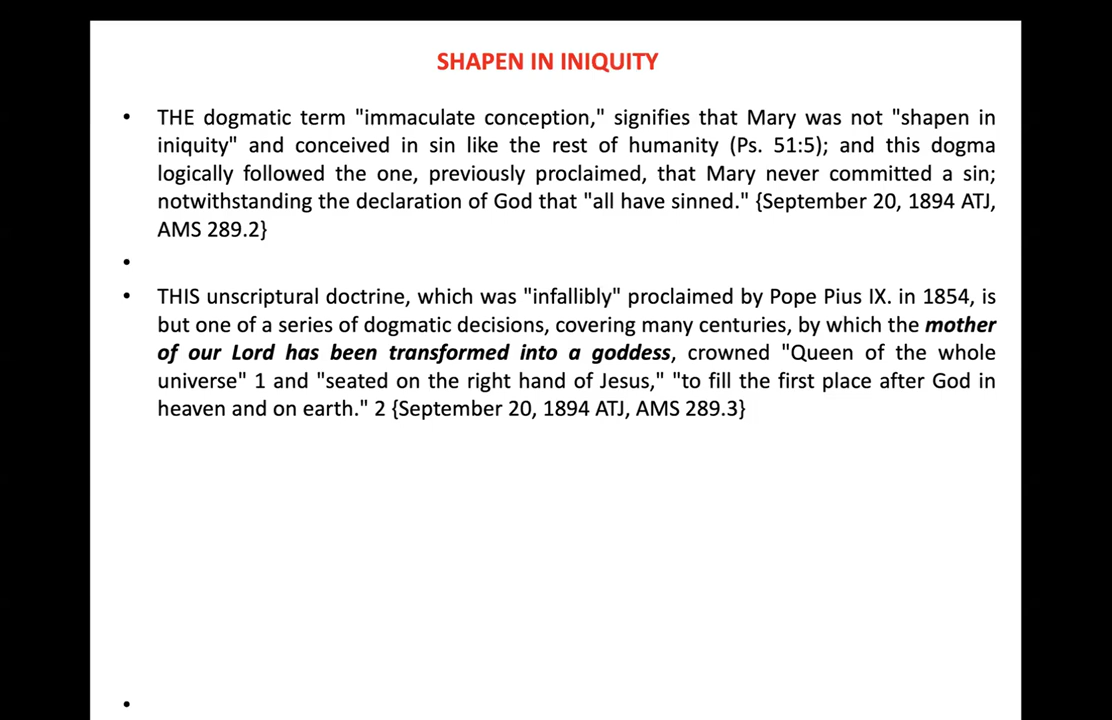 SHAPEN IN INIQUITY
• THE dogmatic term "immaculate conception," signifies that Mary was not "shapen in
iniquity" and conceived in sin like the rest of humanity (Ps. 51:5); and this dogma
logically followed the one, previously proclaimed, that Mary never committed a sin;
notwithstanding the declaration of God that "all have sinned." {September 20, 1894 ATJ,
AMS 289.2}
•
• THIS unscriptural doctrine, which was "infallibly" proclaimed by Pope Pius IX. in 1854, is
but one of a series of dogmatic decisions, covering many centuries, by which the mother
of our Lord has been transformed into a goddess, crowned "Queen of the whole
universe" 1 and "seated on the right hand of Jesus," "to fill the first place after God in
heaven and on earth." 2 {September 20, 1894 ATJ, AMS 289.3}
•